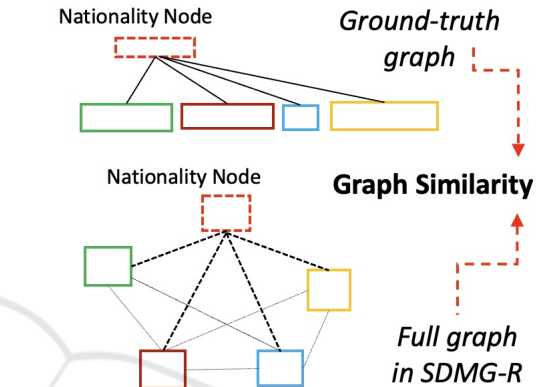 Nationality Node
Ground-truth
graph
Nationality Node
Graph Similarity
Full graph
in SDMG-R